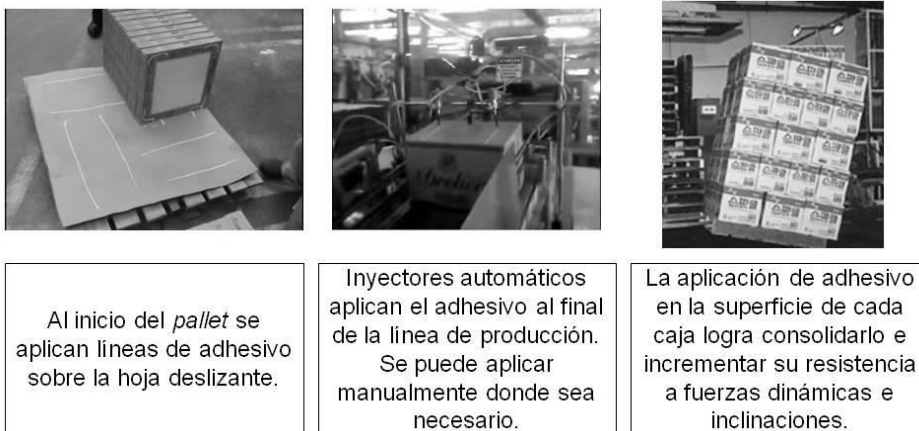 Al inicio del pallet se
aplican líneas de adhesivo
sobre la hoja deslizante.
Inyectores automáticos
aplican el adhesivo al final
de la línea de producción.
Se puede aplicar
manualmente donde sea
necesario.
La aplicación de adhesivo
en la superficie de cada
caja logra consolidarlo e
incrementar su resistencia
a fuerzas dinámicas e
inclinaciones.